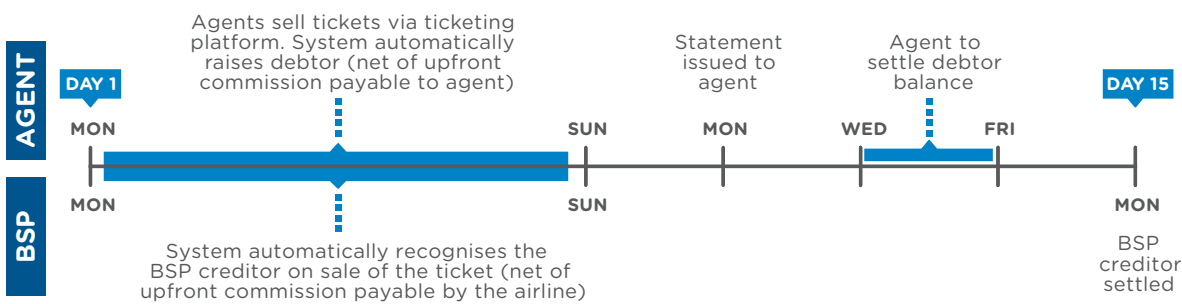 AGENT
DAY 1
Agents sell tickets via ticketing
platform. System automatically
raises debtor (net of upfront
commission payable to agent)
Statement
issued to
agent
Agent to
settle debtor
balance
DAY 15
MON
SUN
MON
WED
FRI
BSP
MON
SUN
MON
System automatically recognises the
BSP creditor on sale of the ticket (net of
upfront commission payable by the airline)
BSP
creditor
settled